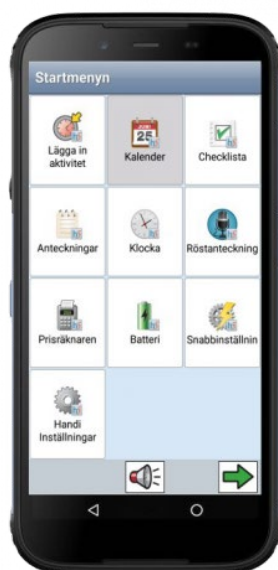 Startmenyn
Lägga in
aktivitet
Kalender
Checklista
Anteckningar
Klocka
Röstanteckning
Prisräknaren
Batteri
Snabbinställnin
Handi
Inställningar
25